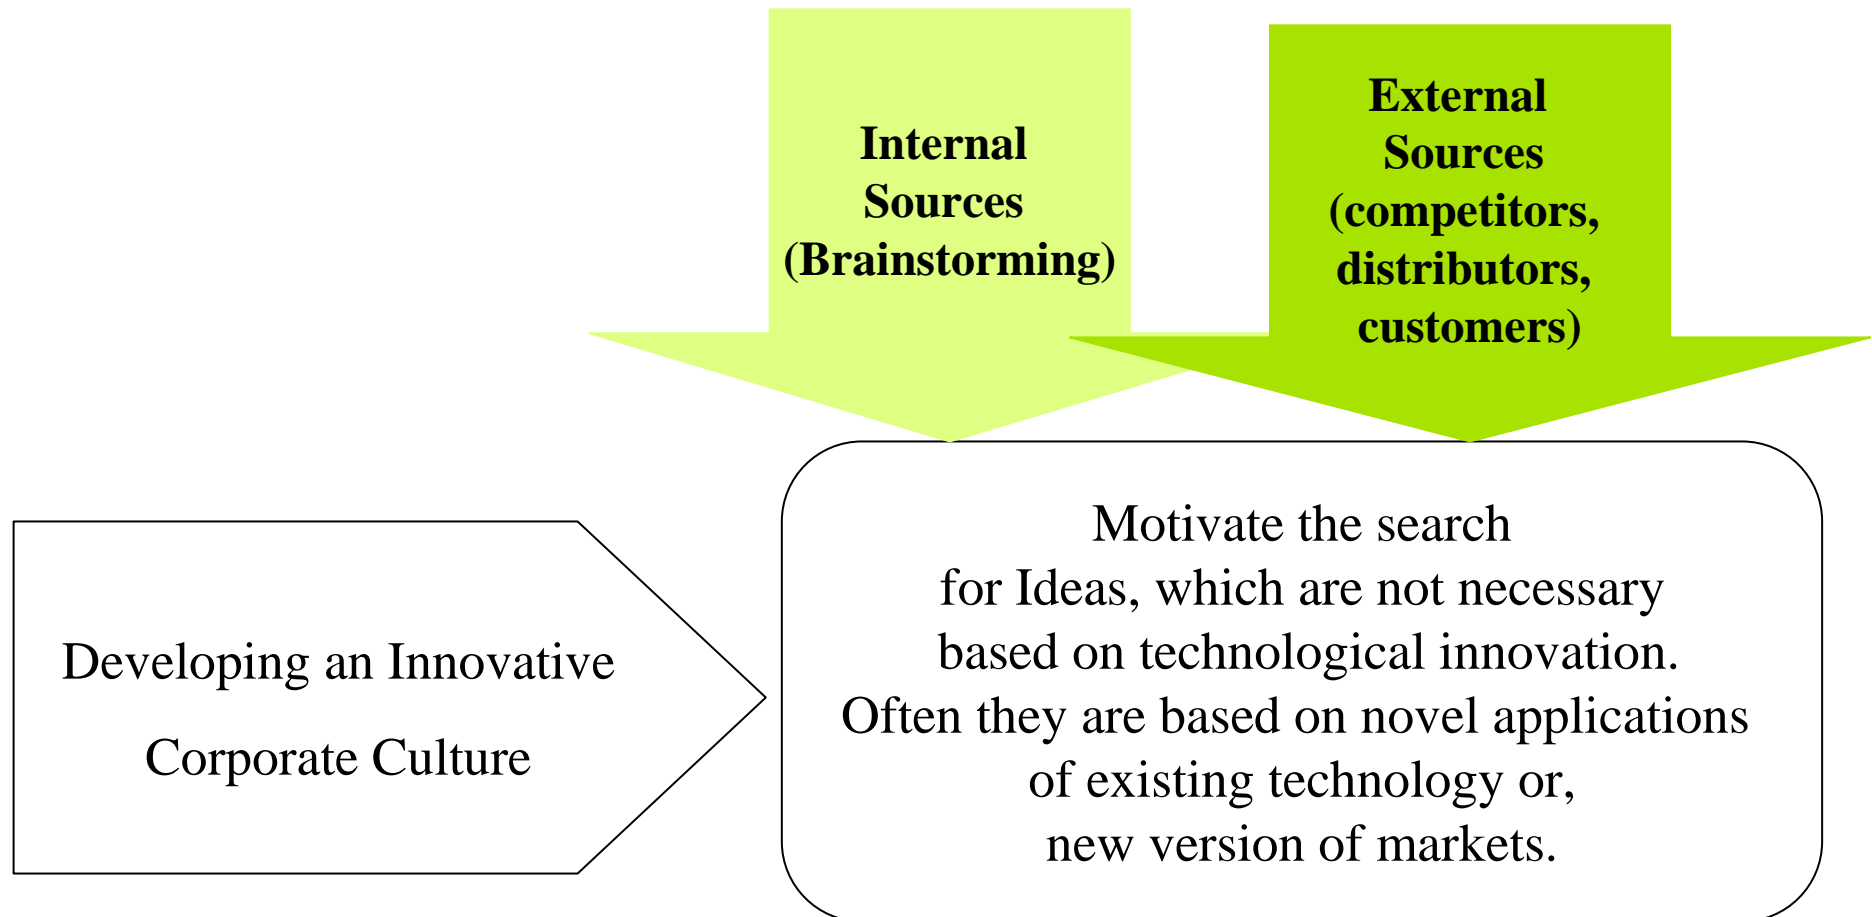 Internal
Sources
(Brainstorming)
External
Sources
(competitors,
distributors,
customers)
Developing an Innovative
Corporate Culture
Motivate the search
for Ideas, which are not necessary
based on technological innovation.
Often they are based on novel applications
of existing technology or,
new version of markets.